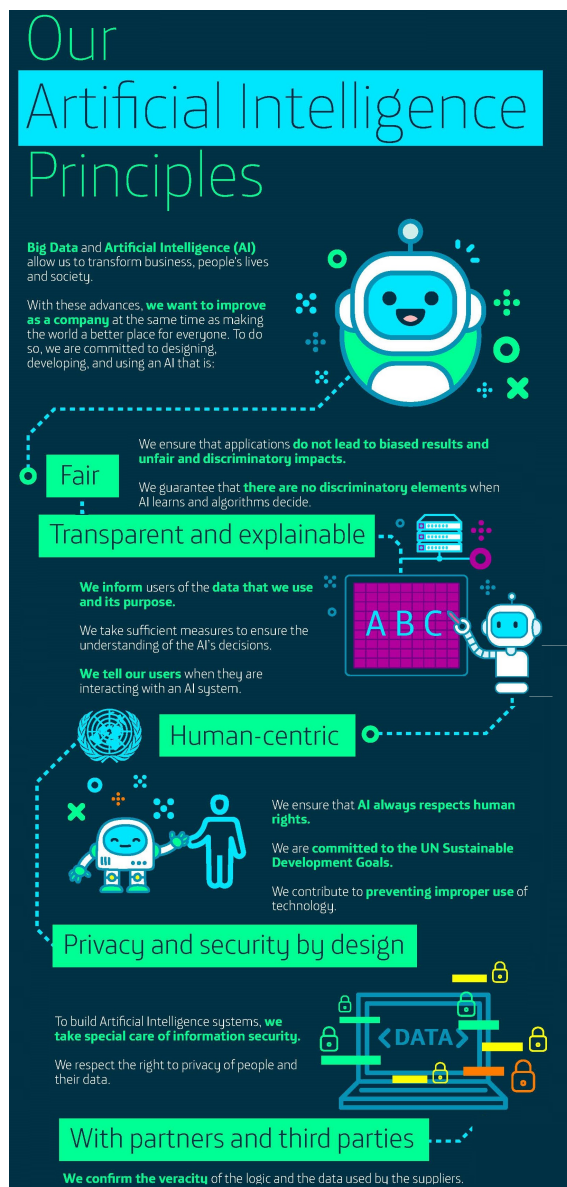 Our
Artificial Intelligence
Principles
Big Data and Artificial Intelligence (AI)
allow us to transform business, people's lives
and society.
With these advances, we want to improve
as a company at the same time as making
the world a better place for everyone. To do
so, we are committed to designing,
developing, and using an AI that is:
We ensure that applications do not lead to biased results and
unfair and discriminatory impacts.
Fair
We guarantee that there are no discriminatory elements when
AI learns and algorithms decide.
Transparent and explainable
We inform users of the data that we use
and its purpose.
We take sufficient measures to ensure the
understanding of the AI's decisions.
We tell our users when they are
interacting with an AI system.
A B C
Human-centric
We ensure that AI always respects human
rights.
We are committed to the UN Sustainable
Development Goals.
We contribute to preventing improper use of
technology.
Privacy and security by design
To build Artificial Intelligence systems, we
take special care of information security.
We respect the right to privacy of people and
their data.
<DATA>
With partners and third parties
We confirm the veracity of the logic and the data used by the suppliers.